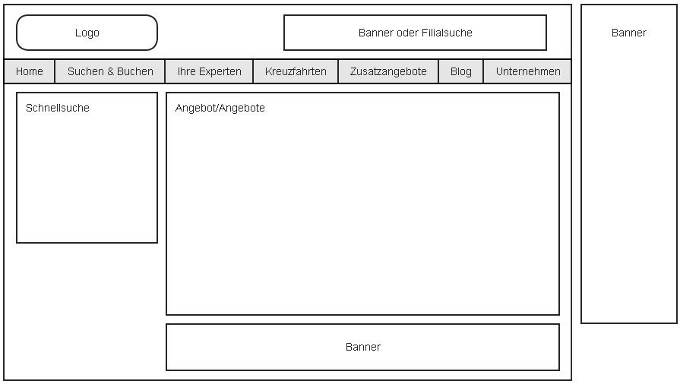 Logo
Banner oder Filialsuche
Banner
Home
Suchen & Buchen
Ihre Experten
Kreuzfahrten
Zusatzangebote
Blog
Unternehmen
Schnellsuche
Angebot/Angebote
Banner